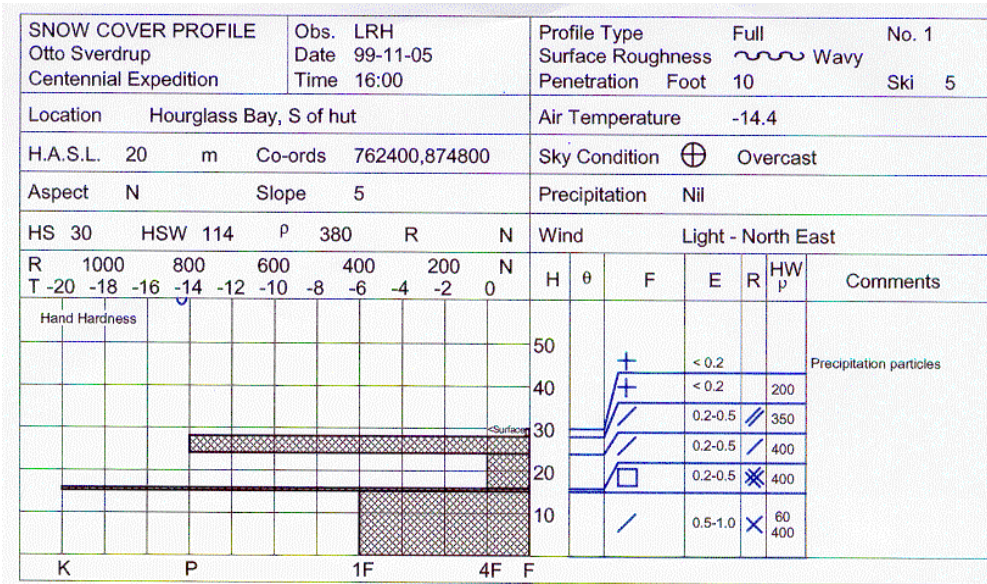 SNOW COVER PROFILE Obs. LRH Profile Type Full No. 1
Otto Sverdrup Date 99-11-05 Surface Roughness Wavy
Centennial Expedition Time 16:00 Penetration Foot 10 Ski 5
Location Hourglass Bay, S of hut Air Temperature -14.4
H.A.S.L. 20 m Co-ords 762400,874800 Sky Condition Overcast
Aspect N Slope 5 Precipitation Nil
HS 30 HSW 114 ρ 380 R N Wind Light - North East
R 1000 800 600 400 200 N H θ F E R HW ρ Comments
T -20 -18 -16 -14 -12 -10 -8 -6 -4 -2 0
Hand Hardness
50
< 0.2 Precipitation particles
40 < 0.2 200
<Surface 30 0.2-0.5 350
0.2-0.5 400
20 0.2-0.5 400
10 0.5-1.0 60
400
K P 1F 4F F